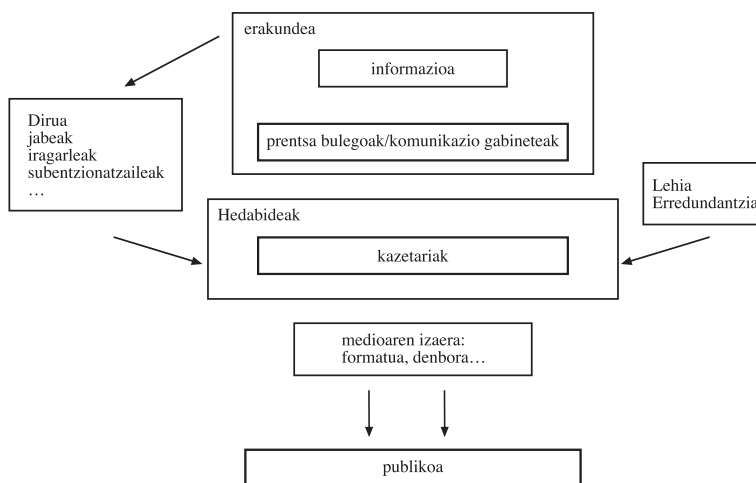 erakundea
informazioa
prentsa bulegoak/komunikazio gabineteak
Dirua
jabeak
iragarleak
subentzionatzaileak
…
Lehia
Erredundantzia
Hedabideak
kazetariak
medioaren izaera:
formatua, denbora…
publikoa